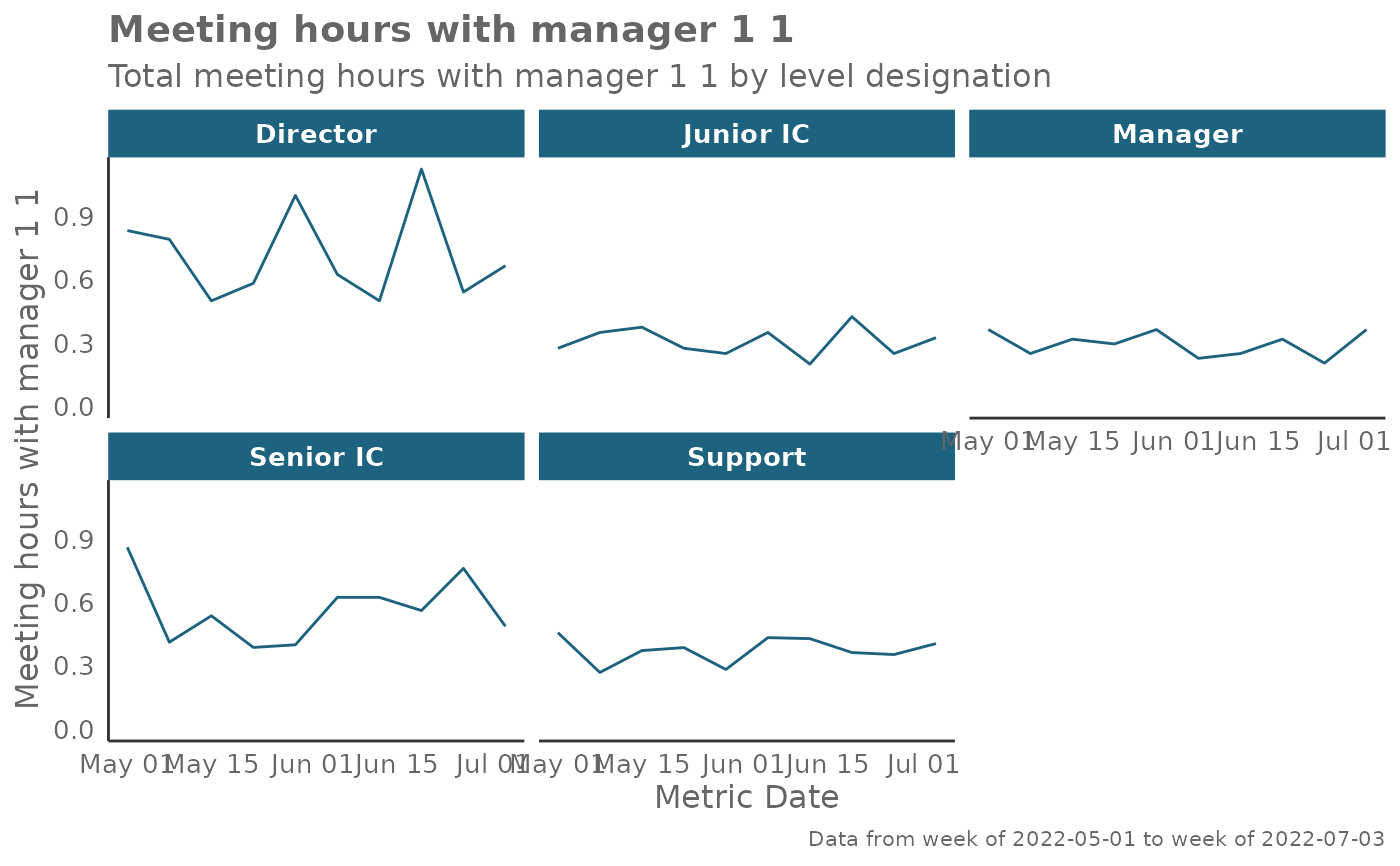 Meeting hours with manager 1 1
Total meeting hours with manager 1 1 by level designation
Director
Junior IC
Manager
Meeting hours with manager 1 1
0.9
0.6
0.3
0.0
May 01 May 15 Jun 01 Jun 15 Jul 01
Senior IC
Support
0.9
0.6
0.3
0.0
May 01 May 15 Jun 01 Jun 15 Jul 01
May 01 May 15 Jun 01 Jun 15 Jul 01
Metric Date
Data from week of 2022-05-01 to week of 2022-07-03